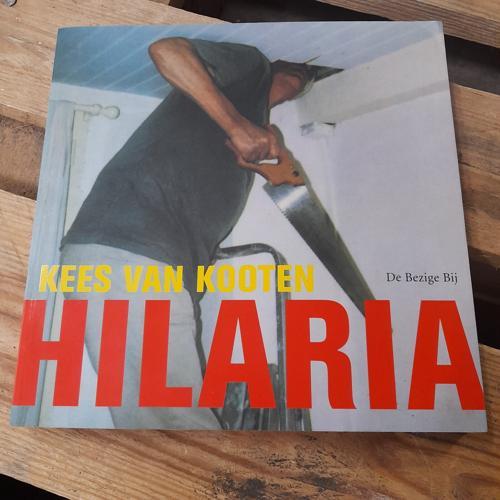 KEES VAN KOOTEN
De Bezige Bij
HILARIA